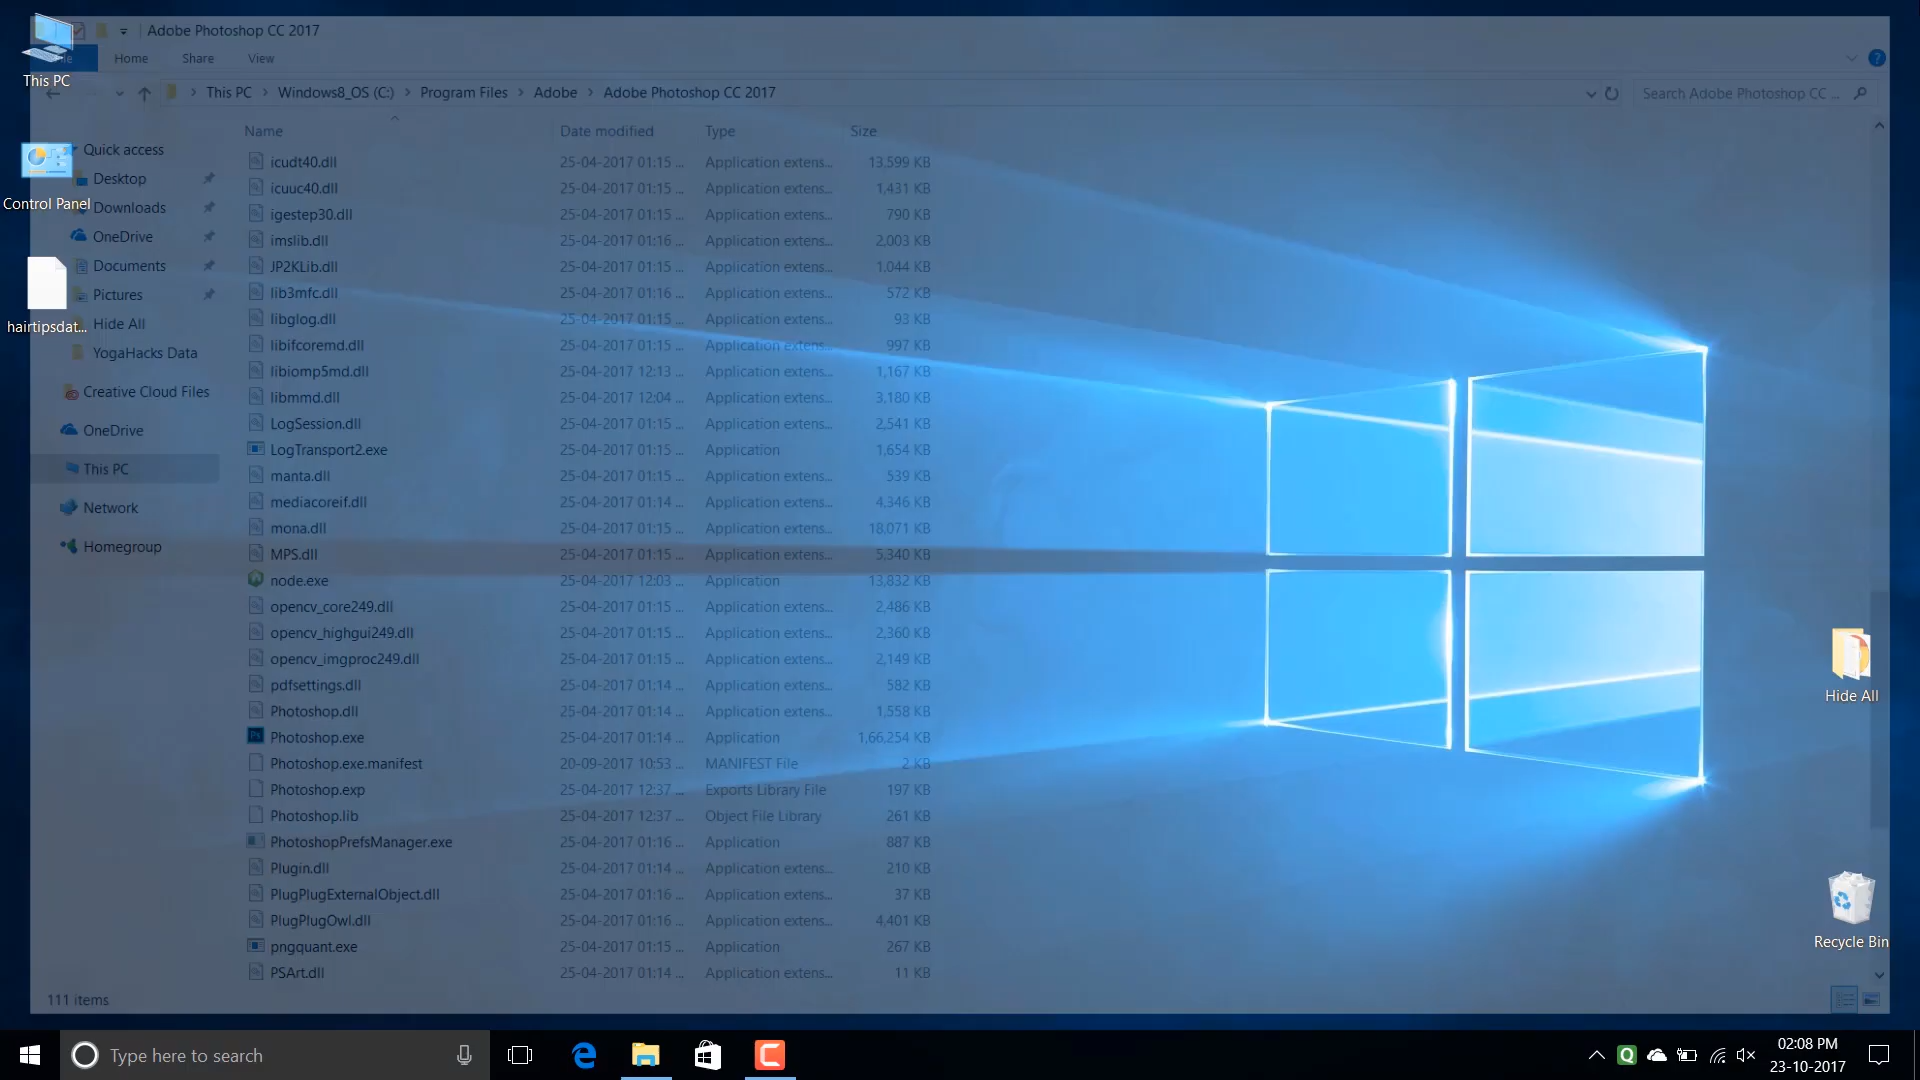 Adobe Photoshop CC 2017
Home Share View
This PC
This PC > Windows8_OS (C:) > Program Files > Adobe > Adobe Photoshop CC 2017
Search Adobe Photoshop CC ...
Name Date modified Type Size
Quick access
Desktop
Downloads
OneDrive
Documents
Pictures
Hide All
YogaHacks Data
Creative Cloud Files
OneDrive
This PC
Network
Homegroup
Control Panel
hairtipsdat...
icudt40.dll 25-04-2017 01:15 ... Application extens... 13,599 KB
icuuc40.dll 25-04-2017 01:15 ... Application extens... 1,431 KB
igestep30.dll 25-04-2017 01:15 ... Application extens... 790 KB
imslib.dll 25-04-2017 01:16 ... Application extens... 2,003 KB
JP2KLib.dll 25-04-2017 01:15 ... Application extens... 1,044 KB
lib3mfc.dll 25-04-2017 01:16 ... Application extens... 572 KB
libglog.dll 25-04-2017 01:15 ... Application extens... 93 KB
libifcoremd.dll 25-04-2017 01:15 ... Application extens... 997 KB
libiomp5md.dll 25-04-2017 12:13 ... Application extens... 1,167 KB
libmmd.dll 25-04-2017 12:04 ... Application extens... 3,180 KB
LogSession.dll 25-04-2017 01:15 ... Application extens... 2,541 KB
LogTransport2.exe 25-04-2017 01:15 ... Application 1,654 KB
manta.dll 25-04-2017 01:15 ... Application extens... 539 KB
mediacoreif.dll 25-04-2017 01:14 ... Application extens... 4,346 KB
mona.dll 25-04-2017 01:15 ... Application extens... 18,071 KB
MPS.dll 25-04-2017 01:15 ... Application extens... 5,340 KB
node.exe 25-04-2017 12:03 ... Application 13,832 KB
opencv_core249.dll 25-04-2017 01:15 ... Application extens... 2,486 KB
opencv_highgui249.dll 25-04-2017 01:15 ... Application extens... 2,360 KB
opencv_imgproc249.dll 25-04-2017 01:15 ... Application extens... 2,149 KB
pdfsettings.dll 25-04-2017 01:14 ... Application extens... 582 KB
Photoshop.dll 25-04-2017 01:14 ... Application extens... 1,558 KB
Photoshop.exe 25-04-2017 01:14 ... Application 1,66,254 KB
Photoshop.exe.manifest 20-09-2017 10:53 ... MANIFEST File 2 KB
Photoshop.exp 25-04-2017 12:37 ... Exports Library File 197 KB
Photoshop.lib 25-04-2017 12:37 ... Object File Library 261 KB
PhotoshopPrefsManager.exe 25-04-2017 01:16 ... Application 887 KB
Plugin.dll 25-04-2017 01:14 ... Application extens... 210 KB
PlugPlugExternalObject.dll 25-04-2017 01:16 ... Application extens... 37 KB
PlugPlugOwl.dll 25-04-2017 01:16 ... Application extens... 4,401 KB
pngquant.exe 25-04-2017 01:15 ... Application 267 KB
PSArt.dll 25-04-2017 01:14 ... Application extens... 11 KB
111 items
Hide All
Recycle Bin
Type here to search
02:08 PM
23-10-2017